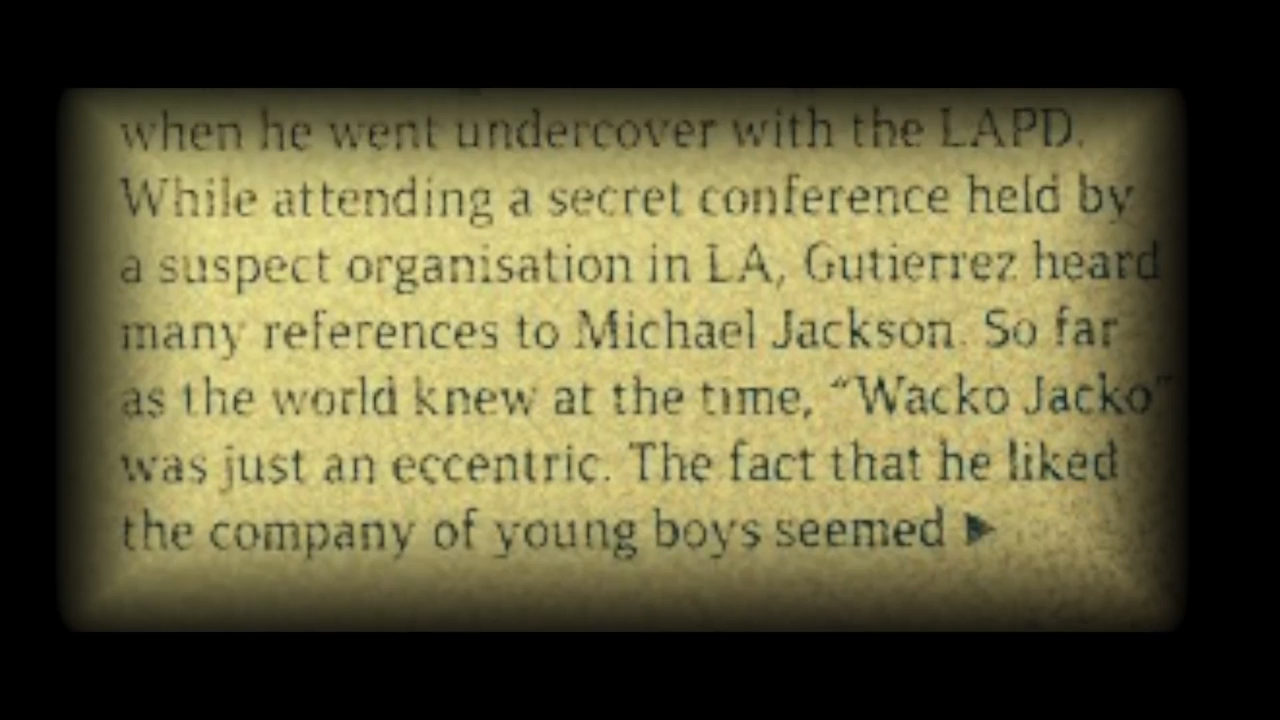 when he went undercover with the LAPD.
While attending a secret conference held by
a suspect organisation in LA, Gutierrez heard
many references to Michael Jackson. So far
as the world knew at the time, “Wacko Jacko”
was just an eccentric. The fact that he liked
the company of young boys seemed ►